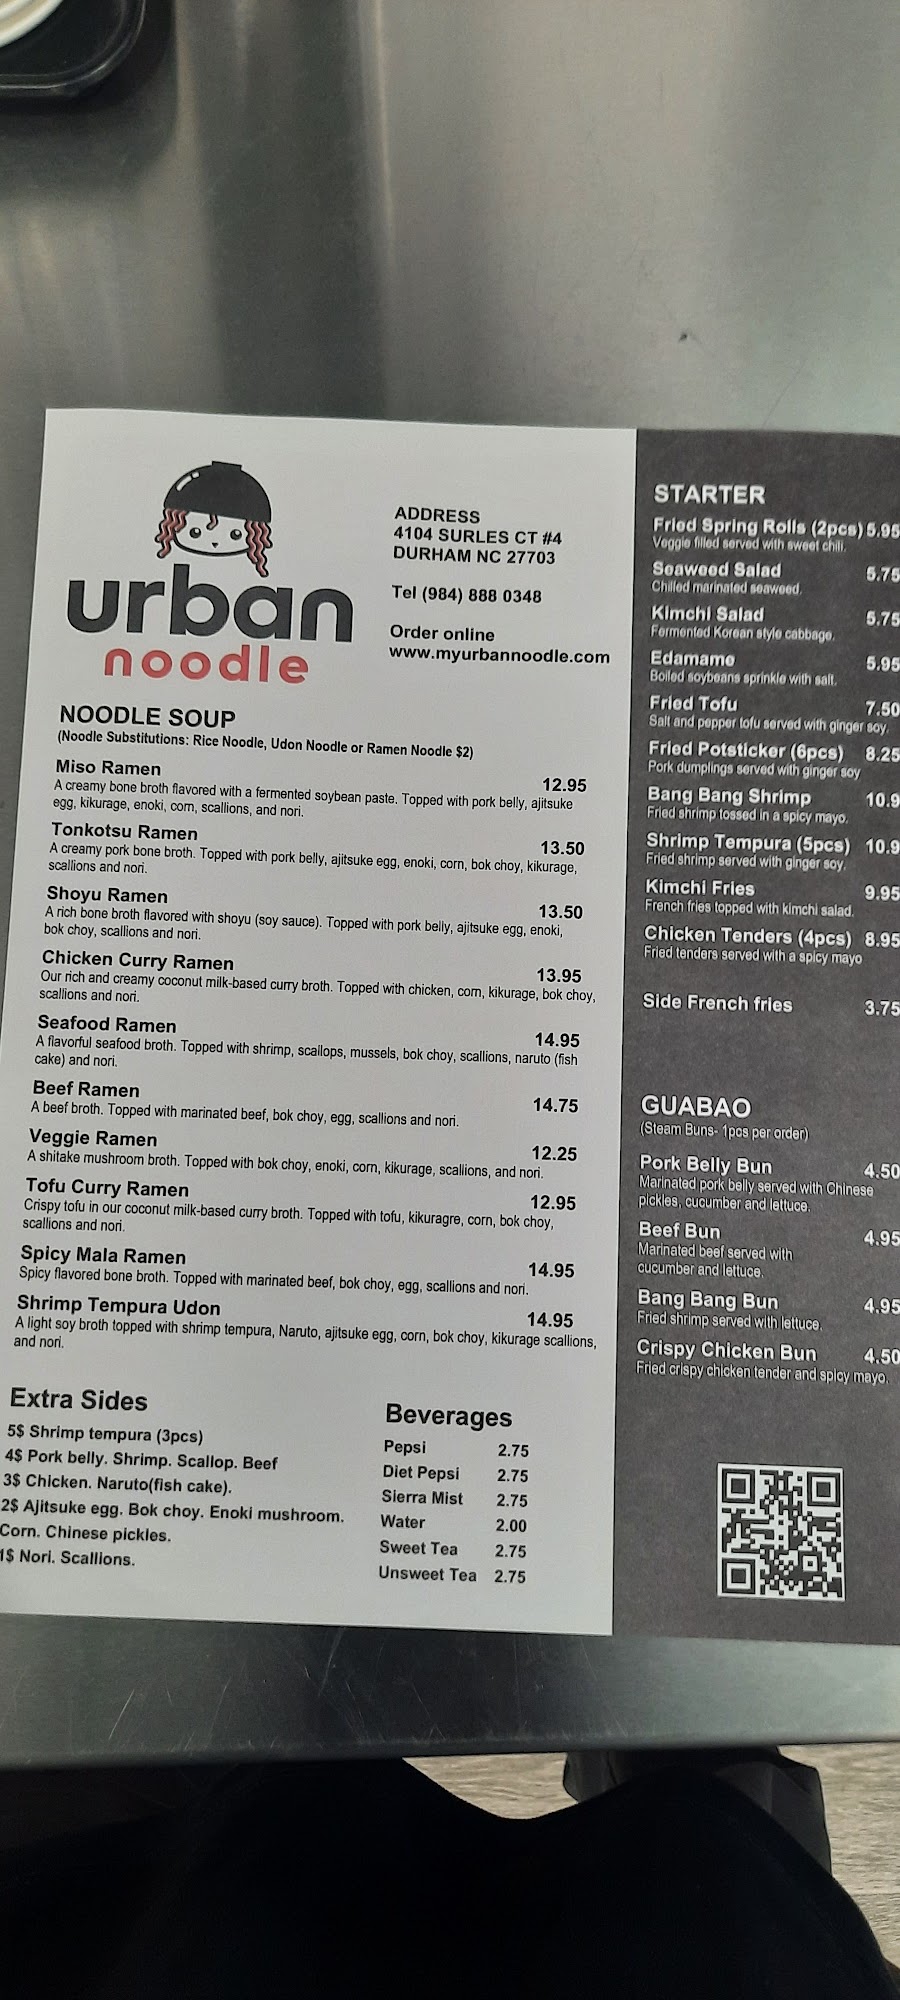 urban
noodle
ADDRESS
4104 SURLES CT #4
DURHAM NC 27703
Tel (984) 888 0348
Order online
www.myurbannoodle.com
NOODLE SOUP
(Noodle Substitutions: Rice Noodle, Udon Noodle or Ramen Noodle $2)
Miso Ramen 12.95
A creamy bone broth flavored with a fermented soybean paste. Topped with pork belly, ajitsuke
egg, kikurage, enoki, corn, scallions, and nori.
Tonkotsu Ramen 13.50
A creamy pork bone broth. Topped with pork belly, ajitsuke egg, enoki, corn, bok choy, kikurage,
scallions and nori.
Shoyu Ramen 13.50
A rich bone broth flavored with shoyu (soy sauce). Topped with pork belly, ajitsuke egg, enoki,
bok choy, scallions and nori.
Chicken Curry Ramen 13.95
Our rich and creamy coconut milk-based curry broth. Topped with chicken, corn, kikurage, bok choy,
scallions and nori.
Seafood Ramen 14.95
A flavorful seafood broth. Topped with shrimp, scallops, mussels, bok choy, scallions, naruto (fish
cake) and nori.
Beef Ramen 14.75
A beef broth. Topped with marinated beef, bok choy, egg, scallions and nori.
Veggie Ramen 12.25
A shitake mushroom broth. Topped with bok choy, enoki, corn, kikurage, scallions, and nori.
Tofu Curry Ramen 12.95
Crispy tofu in our coconut milk-based curry broth. Topped with tofu, kikuragre, corn, bok choy,
scallions and nori.
Spicy Mala Ramen 14.95
Spicy flavored bone broth. Topped with marinated beef, bok choy, egg, scallions and nori.
Shrimp Tempura Udon 14.95
A light soy broth topped with shrimp tempura, Naruto, ajitsuke egg, corn, bok choy, kikurage scallions,
and nori.
Extra Sides
5$ Shrimp tempura (3pcs)
4$ Pork belly. Shrimp. Scallop. Beef
3$ Chicken. Naruto(fish cake).
2$ Ajitsuke egg. Bok choy. Enoki mushroom.
Corn. Chinese pickles.
1$ Nori. Scallions.
Beverages
Pepsi 2.75
Diet Pepsi 2.75
Sierra Mist 2.75
Water 2.00
Sweet Tea 2.75
Unsweet Tea 2.75
STARTER
Fried Spring Rolls (2pcs) 5.95
Veggie filled served with sweet chili.
Seaweed Salad 5.75
Chilled marinated seaweed.
Kimchi Salad 5.75
Fermented Korean style cabbage.
Edamame 5.95
Boiled soybeans sprinkle with salt.
Fried Tofu 7.50
Salt and pepper tofu served with ginger soy.
Fried Potsticker (6pcs) 8.25
Pork dumplings served with ginger soy
Bang Bang Shrimp 10.9
Fried shrimp tossed in a spicy mayo.
Shrimp Tempura (5pcs) 10.9
Fried shrimp served with ginger soy.
Kimchi Fries 9.95
French fries topped with kimchi salad.
Chicken Tenders (4pcs) 8.95
Fried tenders served with a spicy mayo
Side French fries 3.75
GUABAO
(Steam Buns- 1pcs per order)
Pork Belly Bun 4.50
Marinated pork belly served with Chinese
pickles, cucumber and lettuce.
Beef Bun 4.95
Marinated beef served with
cucumber and lettuce.
Bang Bang Bun 4.95
Fried shrimp served with lettuce.
Crispy Chicken Bun 4.50
Fried crispy chicken tender and spicy mayo.